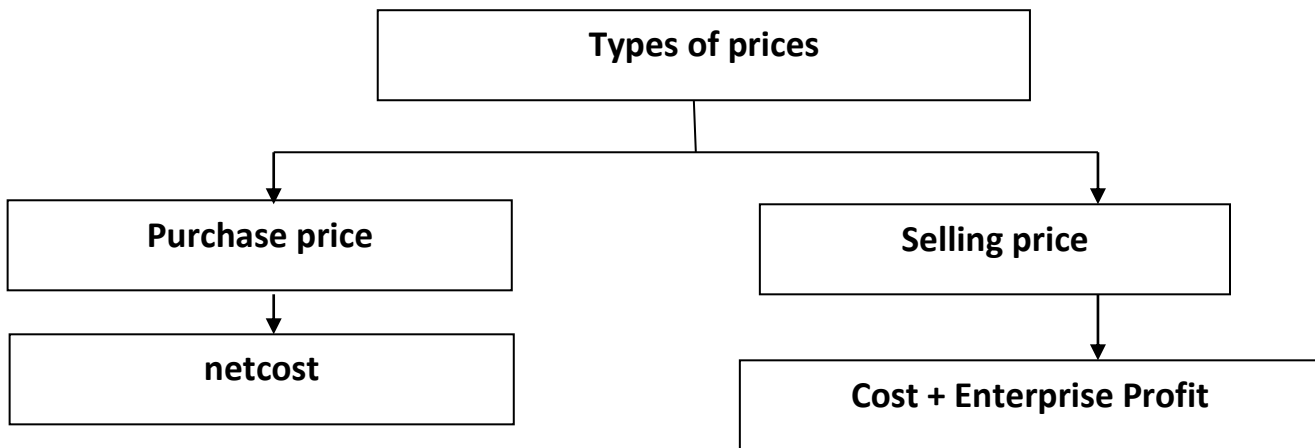 Types of prices
Purchase price
Selling price
netcost
Cost + Enterprise Profit